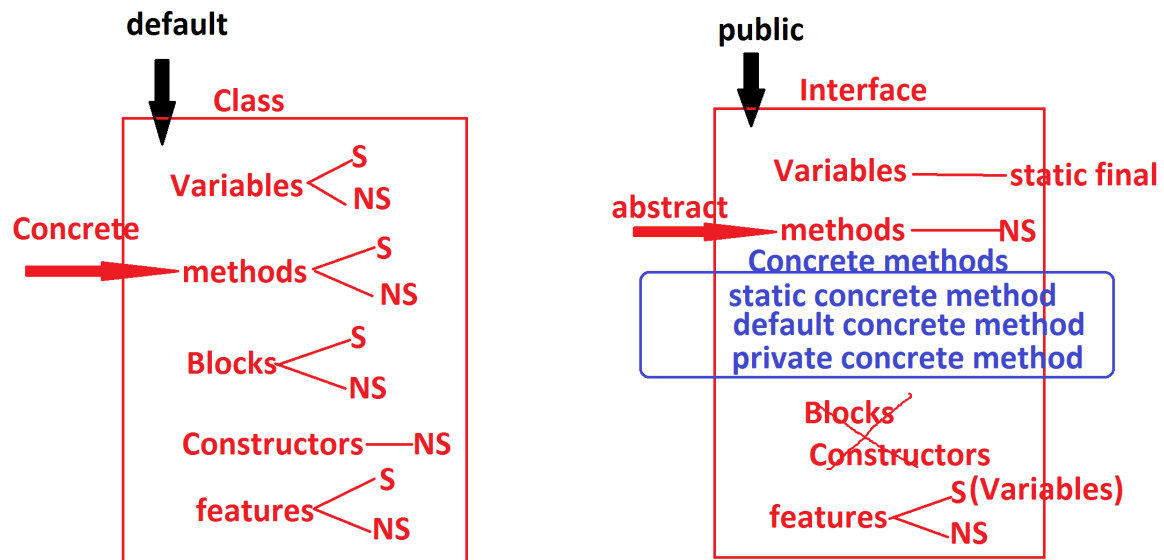 default
Class
Variables
S
NS
Concrete
methods
S
NS
Blocks
S
NS
Constructors NS
features
S
NS
public
Interface
Variables static final
abstract
methods NS
Concrete methods
static concrete method
default concrete method
private concrete method
Blocks
Constructors
features
S(Variables)
NS